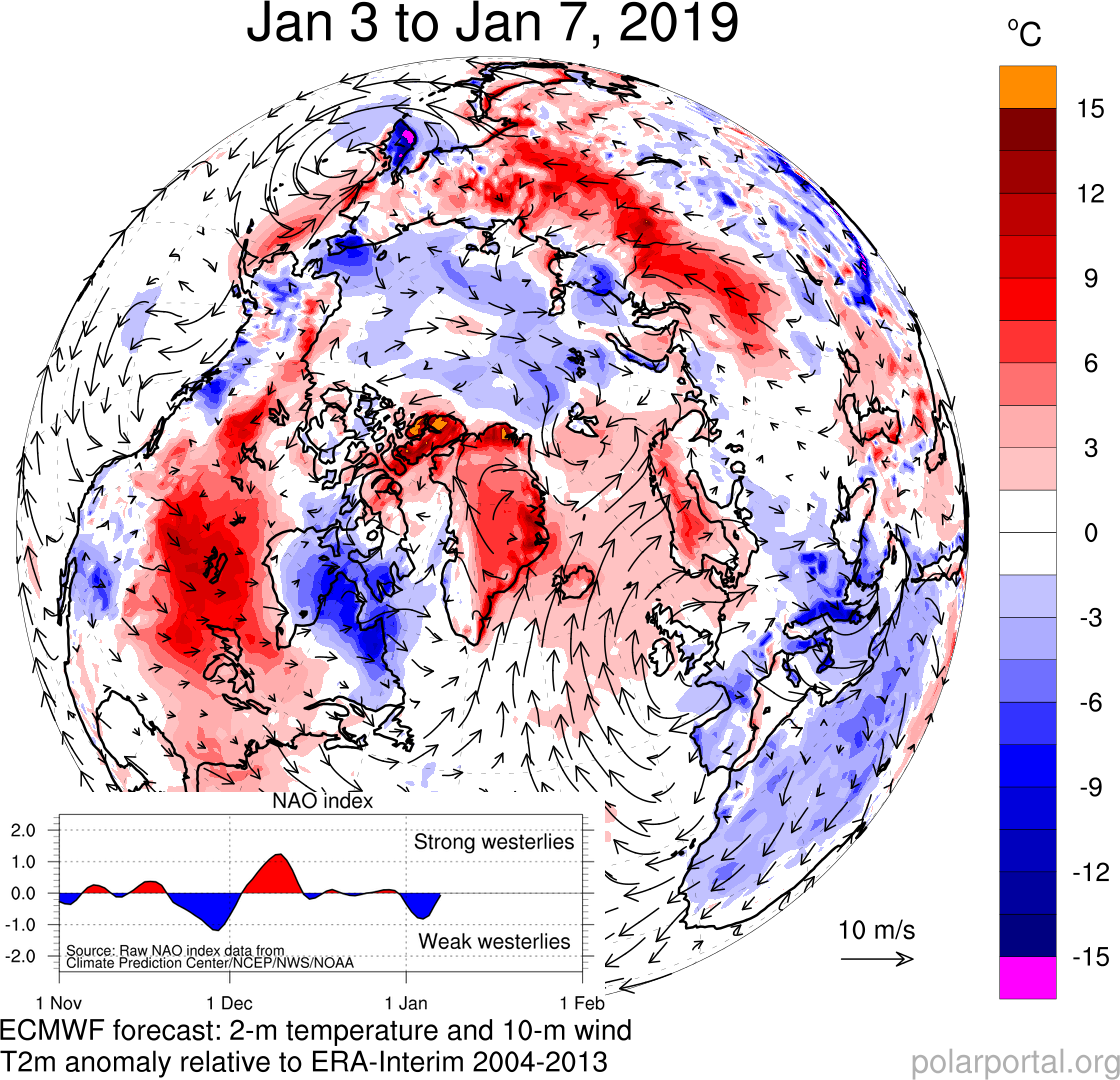 Jan 3 to Jan 7, 2019
oC
15
12
9
6
3
0
-3
-6
-9
-12
-15
10 m/s
NAO index
2.0
1.0
0.0
-1.0
-2.0
Strong westerlies
Weak westerlies
Source: Raw NAO index data from
Climate Prediction Center/NCEP/NWS/NOAA
1 Nov
1 Dec
1 Jan
1 Feb
ECMWF forecast: 2-m temperature and 10-m wind
T2m anomaly relative to ERA-Interim 2004-2013
polarportal.org